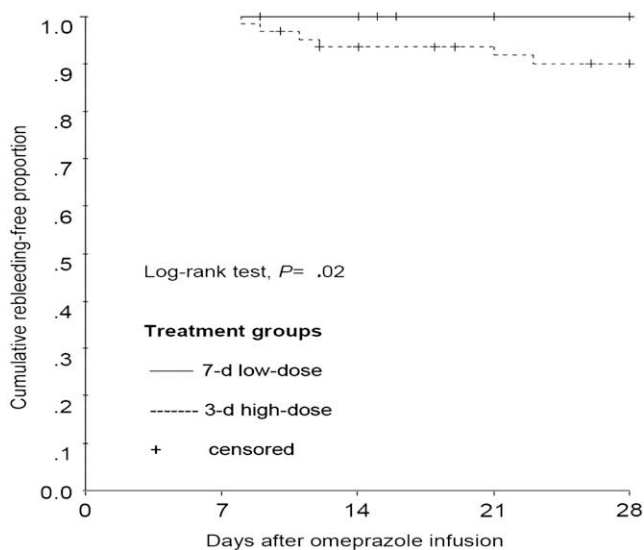 Cumulative rebleeding-free proportion
1.0
.9
.8
.7
.6
.5
.4
.3
.2
.1
0.0
Log-rank test, P= .02
Treatment groups
7-d low-dose
3-d high-dose
+ censored
0 7 14 21 28
Days after omeprazole infusion